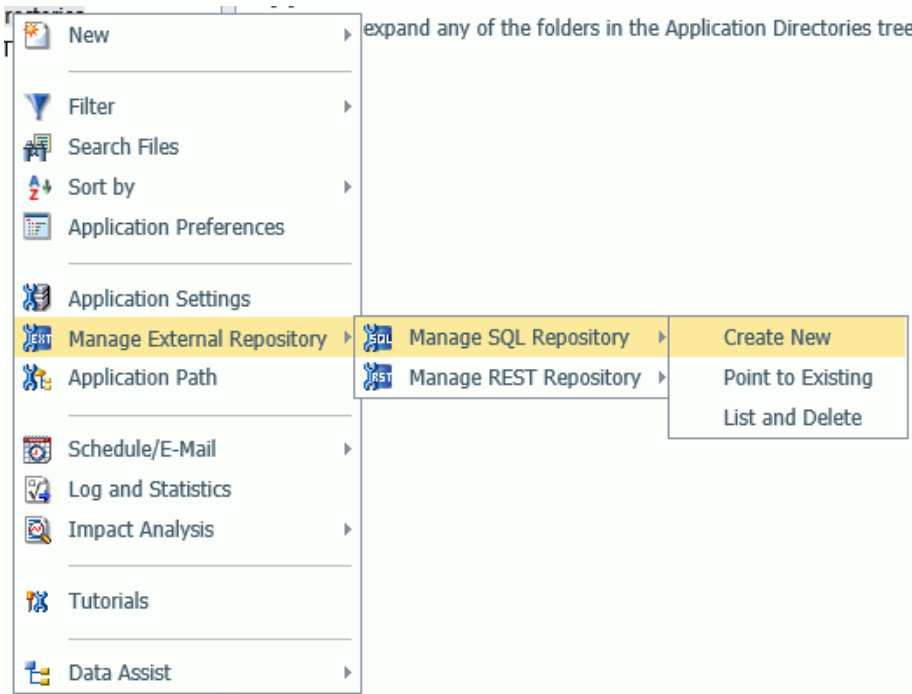 New
expand any of the folders in the Application Directories tree
Filter
Search Files
Sort by
Application Preferences
Application Settings
Manage External Repository
Manage SQL Repository
Create New
Application Path
Manage REST Repository
Point to Existing
List and Delete
Schedule/E-Mail
Log and Statistics
Impact Analysis
Tutorials
Data Assist